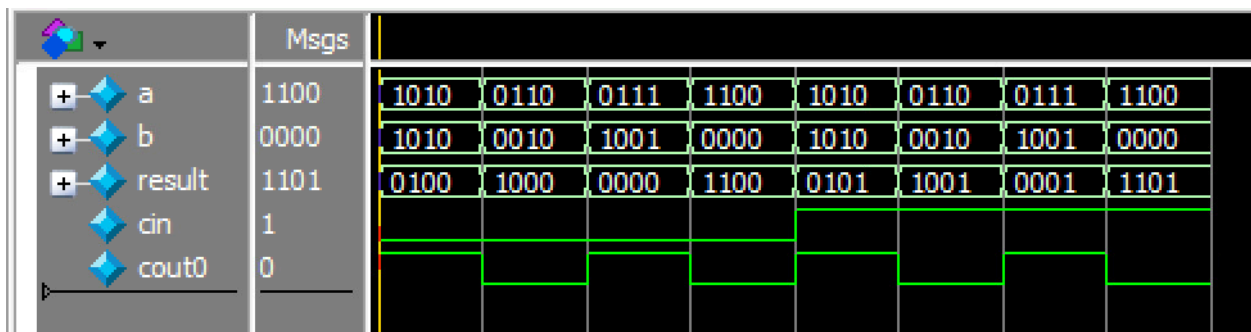 Msgs
a 1100 1010 0110 0111 1100 1010 0110 0111 1100
b 0000 1010 0010 1001 0000 1010 0010 1001 0000
result 1101 0100 1000 0000 1100 0101 1001 0001 1101
cin 1
cout0 0